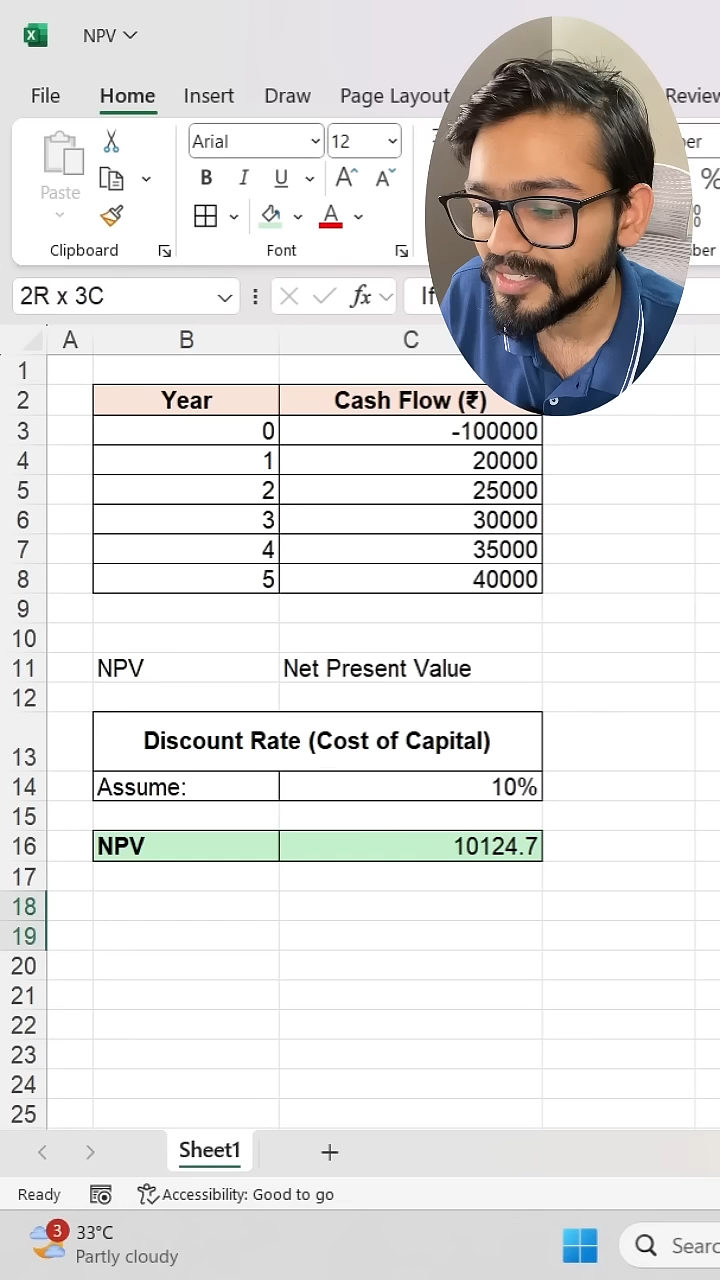 NPV
File Home Insert Draw Page Layout Review
Arial 12
B I U A A A
Paste
Clipboard Font
2R x 3C fx If
A B C
1
2 Year Cash Flow (₹)
3 0 -100000
4 1 20000
5 2 25000
6 3 30000
7 4 35000
8 5 40000
9
10
11 NPV Net Present Value
12
13 Discount Rate (Cost of Capital)
14 Assume: 10%
15
16 NPV 10124.7
17
18
19
20
21
22
23
24
25
Sheet1 +
Ready Accessibility: Good to go
3 33°C
Partly cloudy